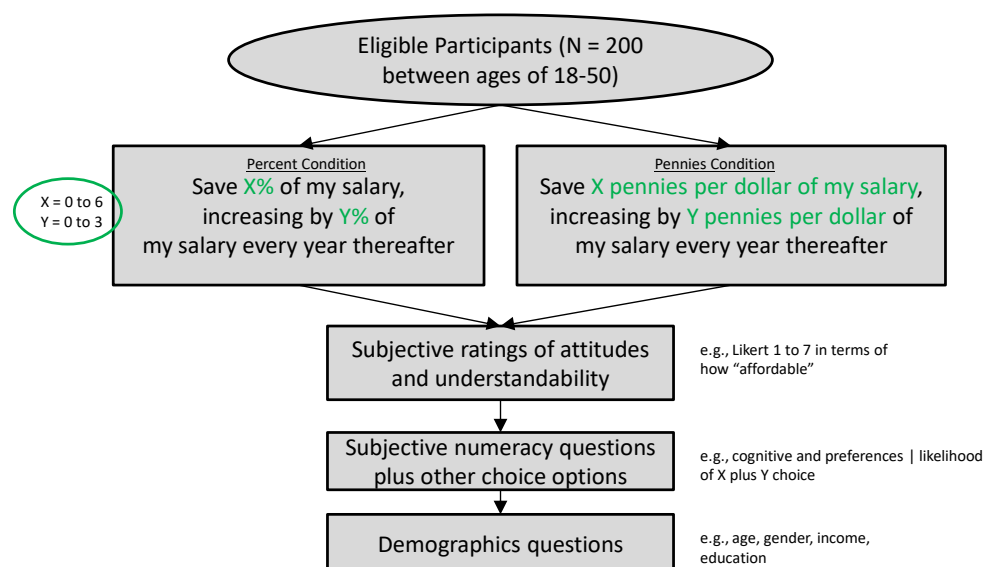 Eligible Participants (N = 200
between ages of 18-50)
Percent Condition
Save X% of my salary,
increasing by Y% of
my salary every year thereafter
Pennies Condition
Save X pennies per dollar of my salary,
increasing by Y pennies per dollar of
my salary every year thereafter
X = 0 to 6
Y = 0 to 3
Subjective ratings of attitudes
and understandability
e.g., Likert 1 to 7 in terms of
how “affordable”
Subjective numeracy questions
plus other choice options
e.g., cognitive and preferences | likelihood
of X plus Y choice
Demographics questions
e.g., age, gender, income,
education